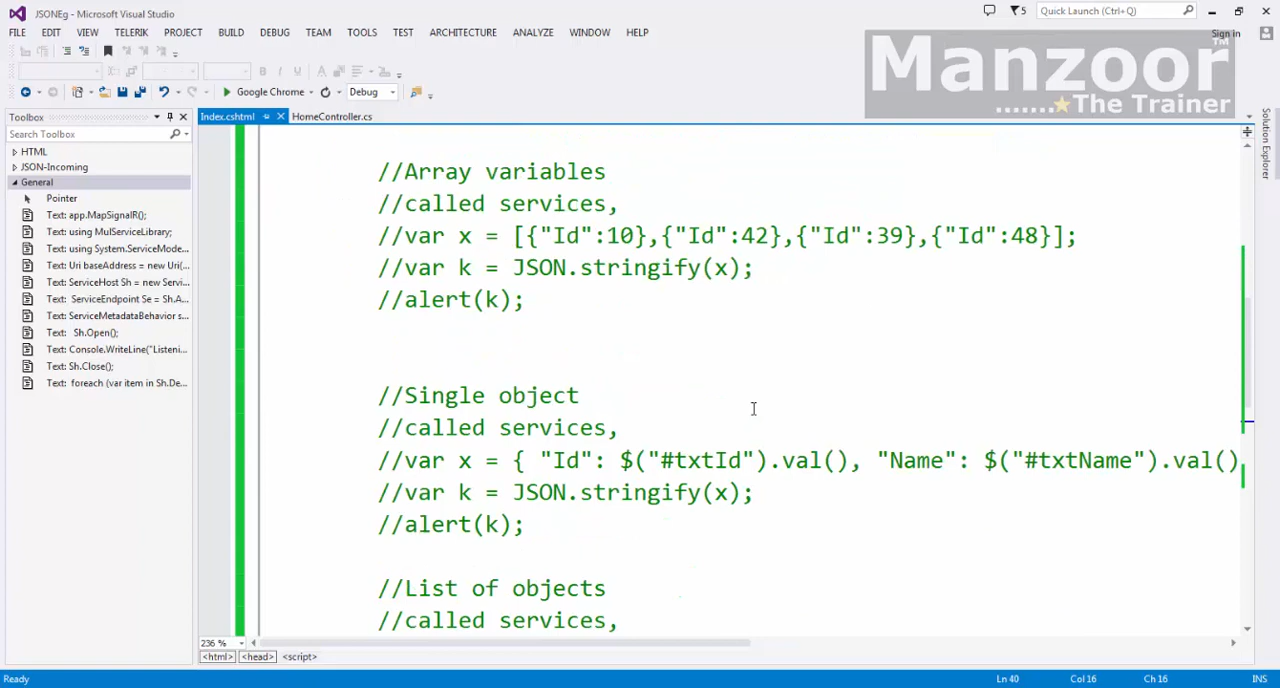 JSONEg - Microsoft Visual Studio
5
Quick Launch (Ctrl+Q)
FILE EDIT VIEW TELERIK PROJECT BUILD DEBUG TEAM TOOLS TEST ARCHITECTURE ANALYZE WINDOW HELP
Sign in
Manzoor™
.......The Trainer
Google Chrome
Debug
Toolbox
Index.cshtml
HomeController.cs
Search Toolbox
HTML
JSON-Incoming
General
Pointer
Text: app.MapSignalR();
Text: using MulServiceLibrary;
Text: using System.ServiceMode...
Text: Uri baseAddress = new Uri(...
Text: ServiceHost Sh = new Servi...
Text: ServiceEndpoint Se = Sh.A...
Text: ServiceMetadataBehavior s...
Text: Sh.Open();
Text: Console.WriteLine("Listeni...
Text: Sh.Close();
Text: foreach (var item in Sh.De...
//Array variables
//called services,
//var x = [{"Id":10},{"Id":42},{"Id":39},{"Id":48}];
//var k = JSON.stringify(x);
//alert(k);
//Single object
//called services,
//var x = { "Id": $("#txtId").val(), "Name": $("#txtName").val()
//var k = JSON.stringify(x);
//alert(k);
//List of objects
//called services,
Solution Explorer
236 %
<html> <head> <script>
Ready
Ln 40
Col 16
Ch 16
INS